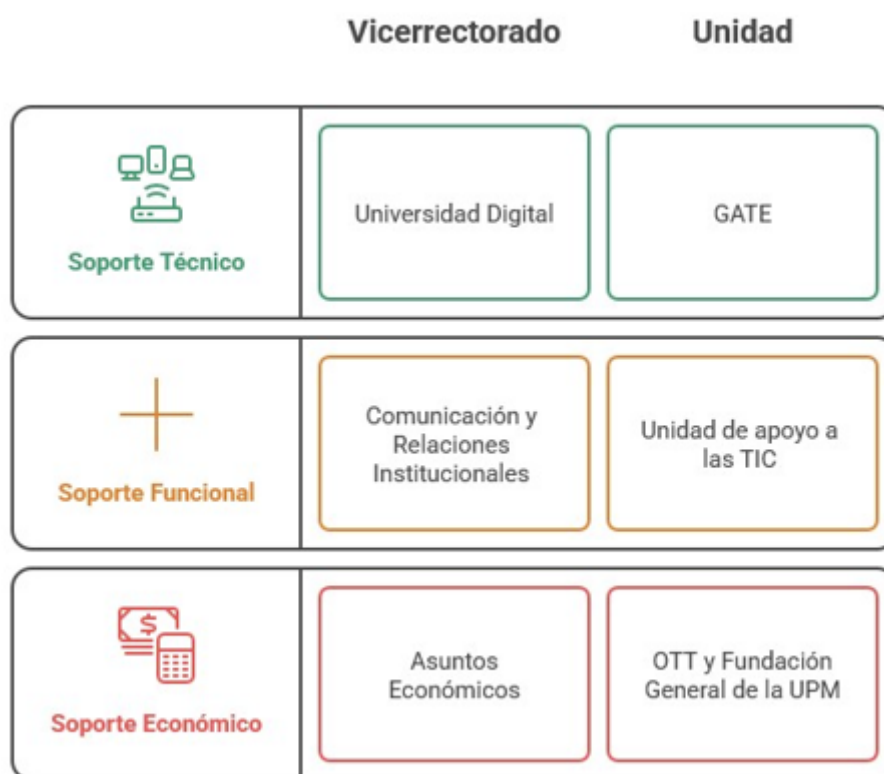 Vicerrectorado Unidad
Soporte Técnico
Universidad Digital
GATE
Soporte Funcional
Comunicación y
Relaciones
Institucionales
Unidad de apoyo a
las TIC
$
Soporte Económico
Asuntos
Económicos
OTT y Fundación
General de la UPM